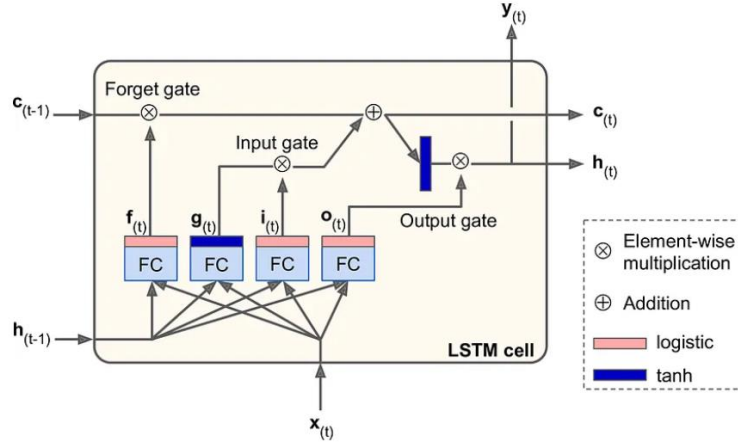 y(t)
Forget gate
c(t-1)
c(t)
Input gate
h(t)
f(t) g(t) i(t) o(t)
Output gate
FC FC FC FC
Element-wise
multiplication
Addition
h(t-1)
logistic
LSTM cell
tanh
x(t)